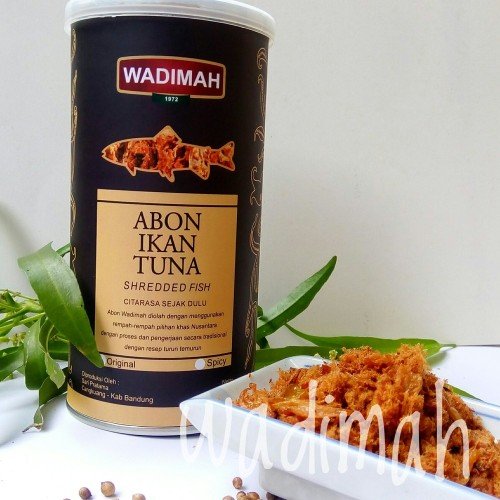 WADIMAH
1972
ABON
IKAN
TUNA
SHREDDED FISH
CITARASA SEJAK DULU
Abon Wadimah diolah dengan menggunakan
rempah-rempah pilihan khas Nusantara
dengan proses dan pengerjaan secara tradisional
dengan resep turun temurun
Original Spicy
Diproduksi Oleh :
Sari Pratama
Cangkuang - Kab Bandung
wadimah